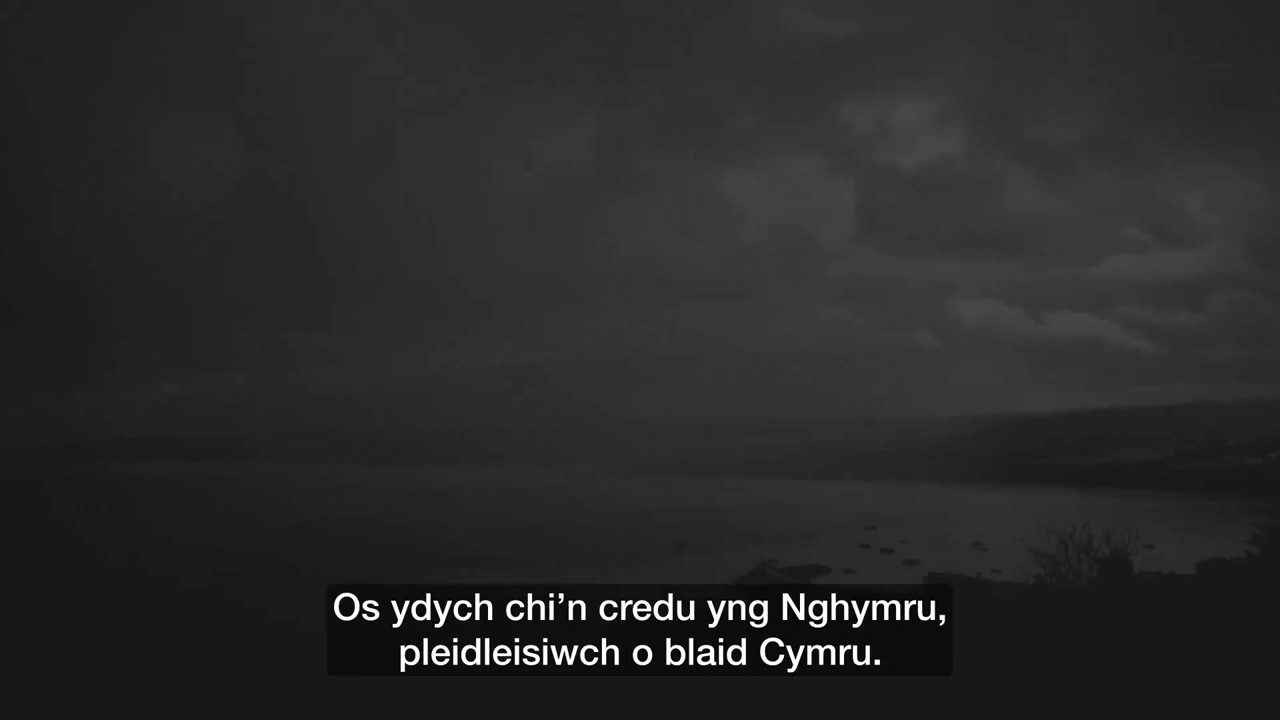 Os ydych chi’n credu yng Nghymru,
pleidleisiwch o blaid Cymru.